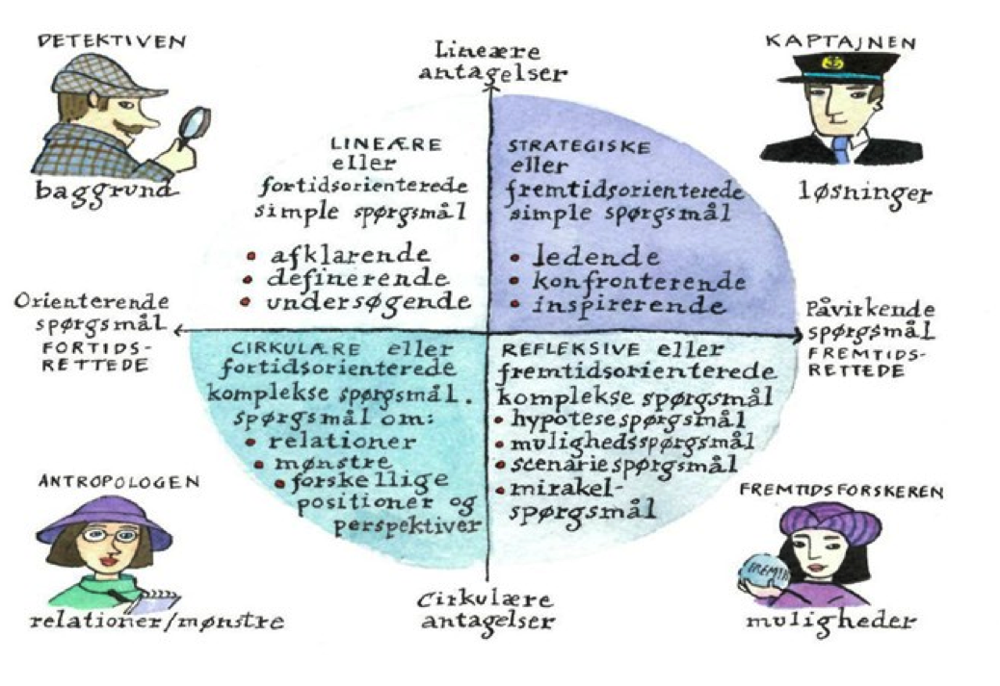 DETEKTIVEN
baggrund
Lineære
antagelser
KAPTAJNEN
løsninger
LINEÆRE
eller
fortidsorienterede
simple spørgsmål
• afklarende
• definerende
• undersøgende
STRATEGISKE
eller
fremtidsorienterede
simple spørgsmål
• ledende
• konfronterende
• inspirerende
Orienterende
spørgsmål
FORTIDS-
RETTEDE
Påvirkende
spørgsmål
FREMTIDS-
RETTEDE
CIRKULÆRE eller
fortidsorienterede
komplekse spørgsmål.
spørgsmål om:
• relationer
• mønstre
• forskellige
positioner og
perspektiver
REFLEKSIVE eller
fremtidsorienterede
komplekse spørgsmål
• hypotesespørgsmål
• mulighedsspørgsmål
• scenariespørgsmål
• mirakel-
spørgsmål
ANTROPOLOGEN
relationer/mønstre
Cirkulære
antagelser
FREMTIDSFORSKEREN
muligheder